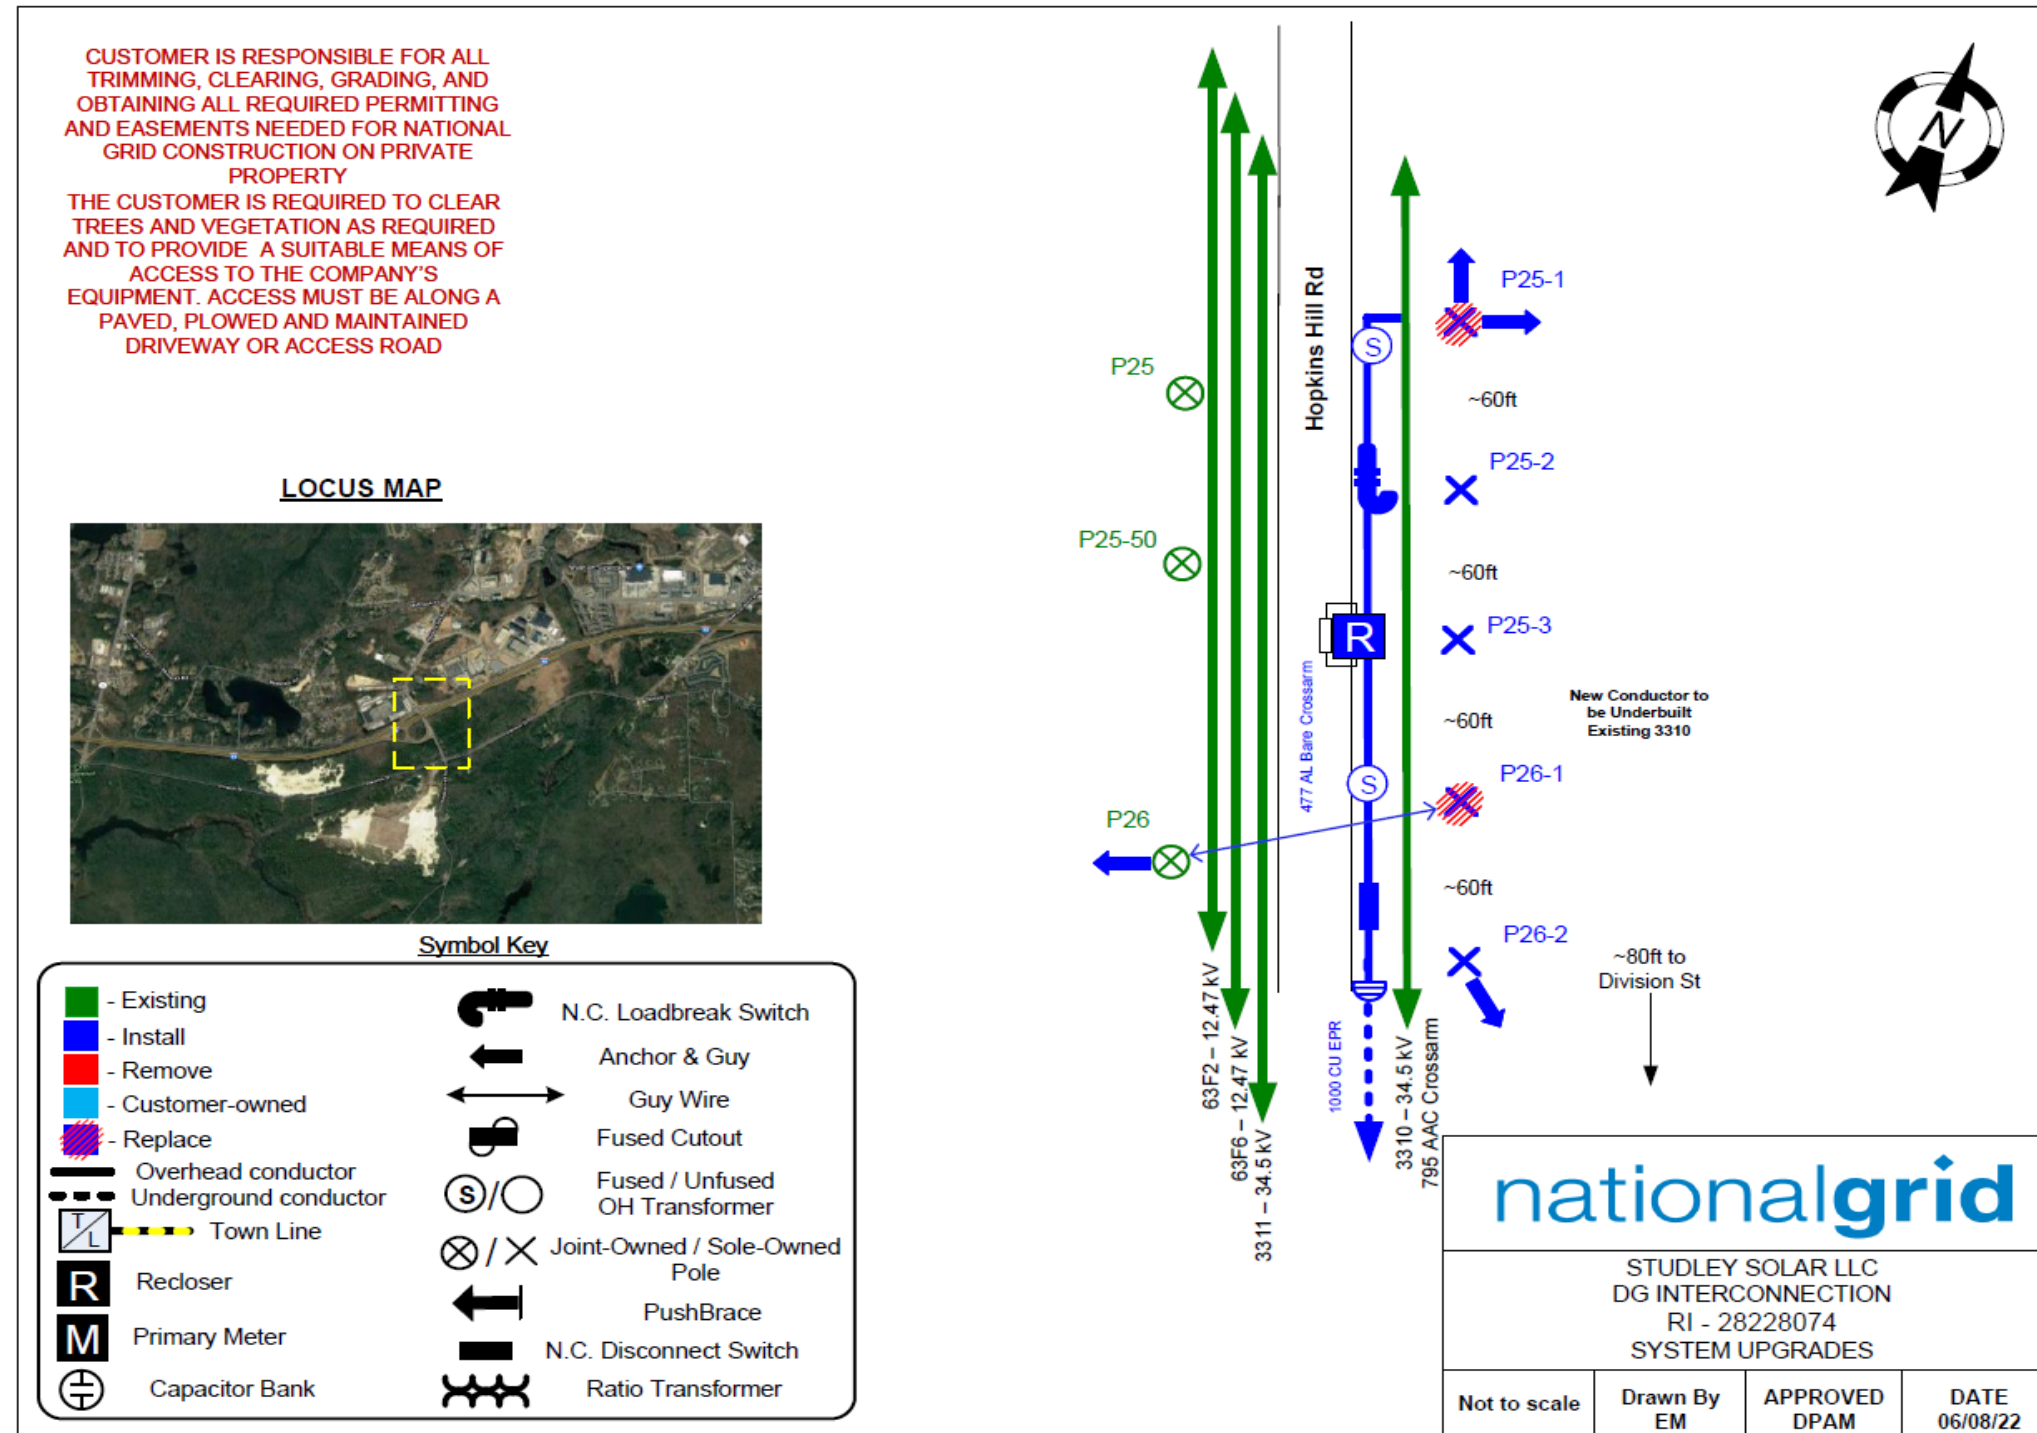 CUSTOMER IS RESPONSIBLE FOR ALL
TRIMMING, CLEARING, GRADING, AND
OBTAINING ALL REQUIRED PERMITTING
AND EASEMENTS NEEDED FOR NATIONAL
GRID CONSTRUCTION ON PRIVATE
PROPERTY
THE CUSTOMER IS REQUIRED TO CLEAR
TREES AND VEGETATION AS REQUIRED
AND TO PROVIDE A SUITABLE MEANS OF
ACCESS TO THE COMPANY'S
EQUIPMENT. ACCESS MUST BE ALONG A
PAVED, PLOWED AND MAINTAINED
DRIVEWAY OR ACCESS ROAD
LOCUS MAP
Symbol Key
- Existing
- Install
- Remove
- Customer-owned
- Replace
Overhead conductor
Underground conductor
T/L
Town Line
R
Recloser
M
Primary Meter
Capacitor Bank
N.C. Loadbreak Switch
Anchor & Guy
Guy Wire
Fused Cutout
S
/
Fused / Unfused
OH Transformer
/
Joint-Owned / Sole-Owned
Pole
PushBrace
N.C. Disconnect Switch
Ratio Transformer
P25
P25-50
P26
63F2 – 12.47 kV
63F6 – 12.47 kV
3311 – 34.5 kV
Hopkins Hill Rd
S
R
477 AL Bare Crossarm
S
1000 CU EPR
3310 – 34.5 kV
795 AAC Crossarm
N
P25-1
~60ft
P25-2
~60ft
P25-3
~60ft
New Conductor to
be Underbuilt
Existing 3310
P26-1
~60ft
P26-2
~80ft to
Division St
nationalgrid
STUDLEY SOLAR LLC
DG INTERCONNECTION
RI - 28228074
SYSTEM UPGRADES
Not to scale
Drawn By
EM
APPROVED
DPAM
DATE
06/08/22